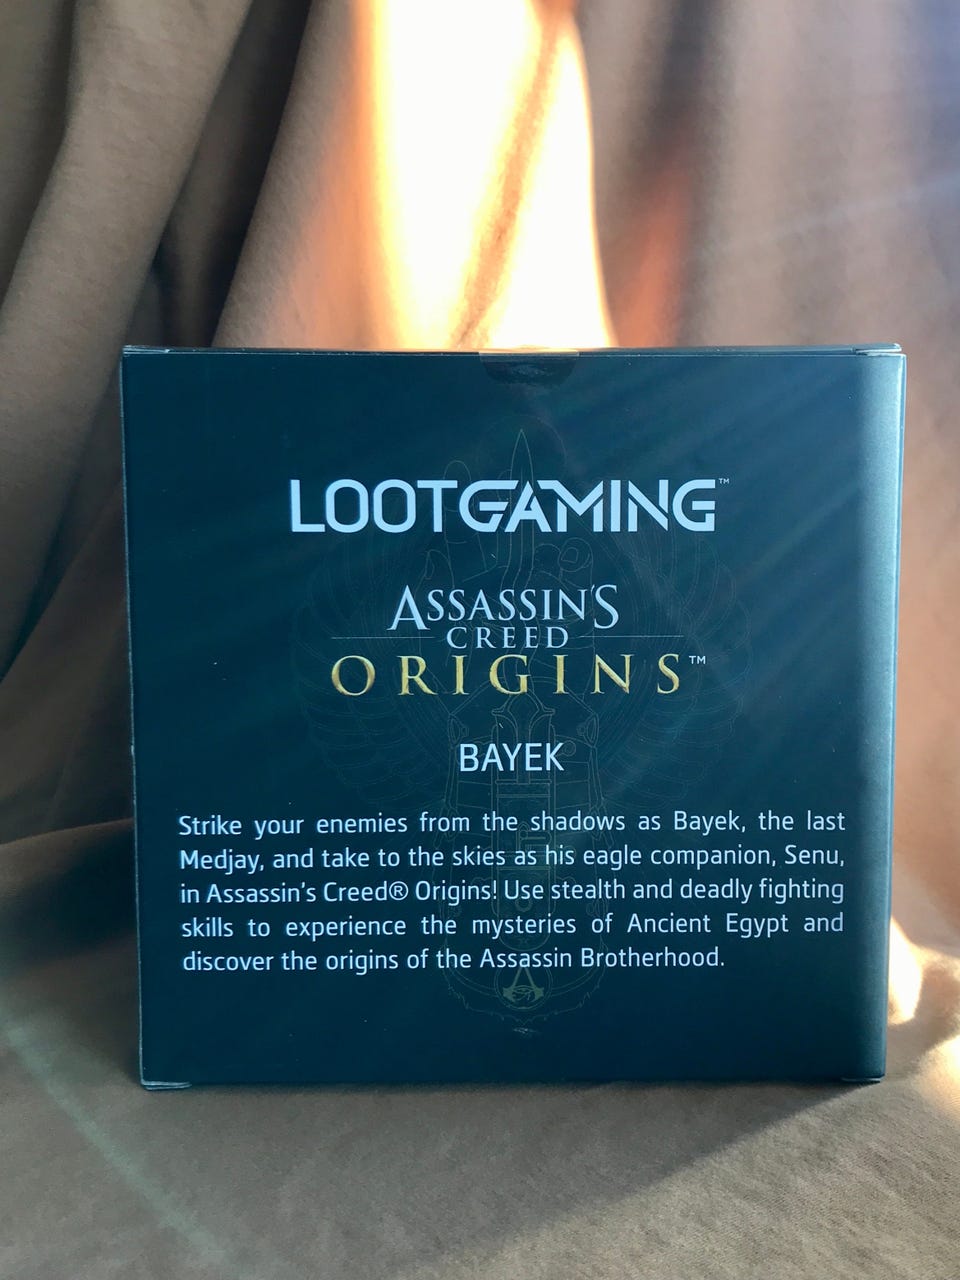 LOOTGAMING™
ASSASSIN'S
CREED
ORIGINS™
BAYEK
Strike your enemies from the shadows as Bayek, the last
Medjay, and take to the skies as his eagle companion, Senu,
in Assassin's Creed® Origins! Use stealth and deadly fighting
skills to experience the mysteries of Ancient Egypt and
discover the origins of the Assassin Brotherhood.